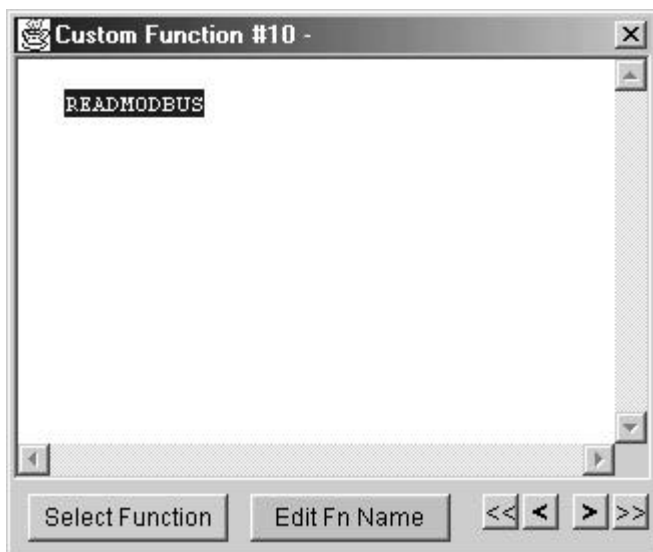 Custom Function #10 -
READMODBUS
Select Function
Edit Fn Name
<< < > >>